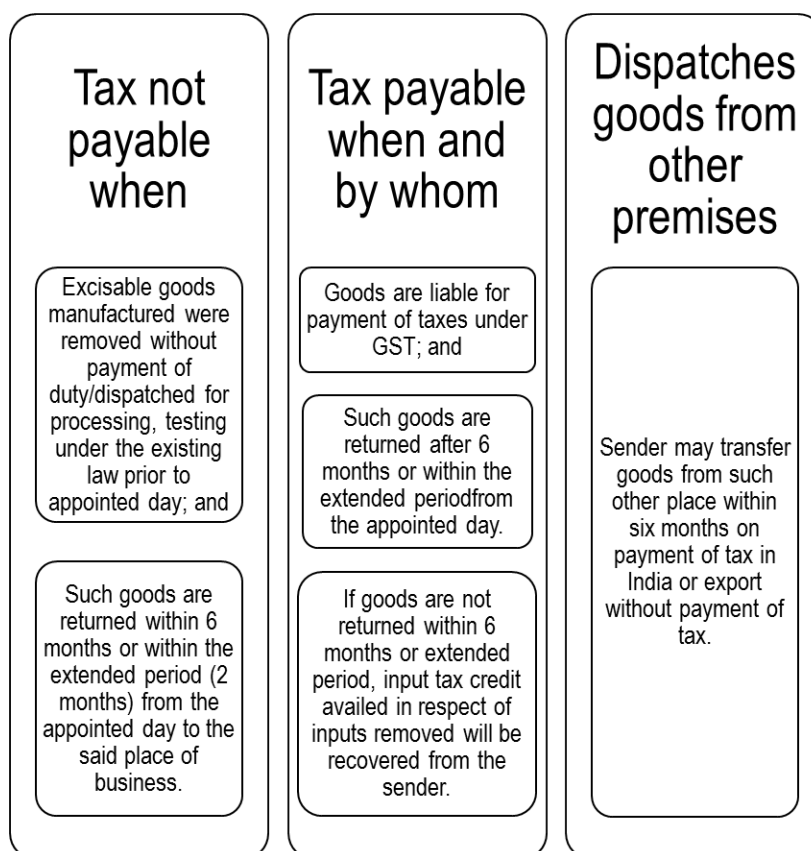 Tax not
payable
when
Excisable goods
manufactured were
removed without
payment of
duty/dispatched for
processing, testing
under the existing
law prior to
appointed day; and
Such goods are
returned within 6
months or within the
extended period (2
months) from the
appointed day to the
said place of
business.
Tax payable
when and
by whom
Goods are liable for
payment of taxes under
GST; and
Such goods are
returned after 6
months or within the
extended periodfrom
the appointed day.
If goods are not
returned within 6
months or extended
period, input tax credit
availed in respect of
inputs removed will be
recovered from the
sender.
Dispatches
goods from
other
premises
Sender may transfer
goods from such
other place within
six months on
payment of tax in
India or export
without payment of
tax.